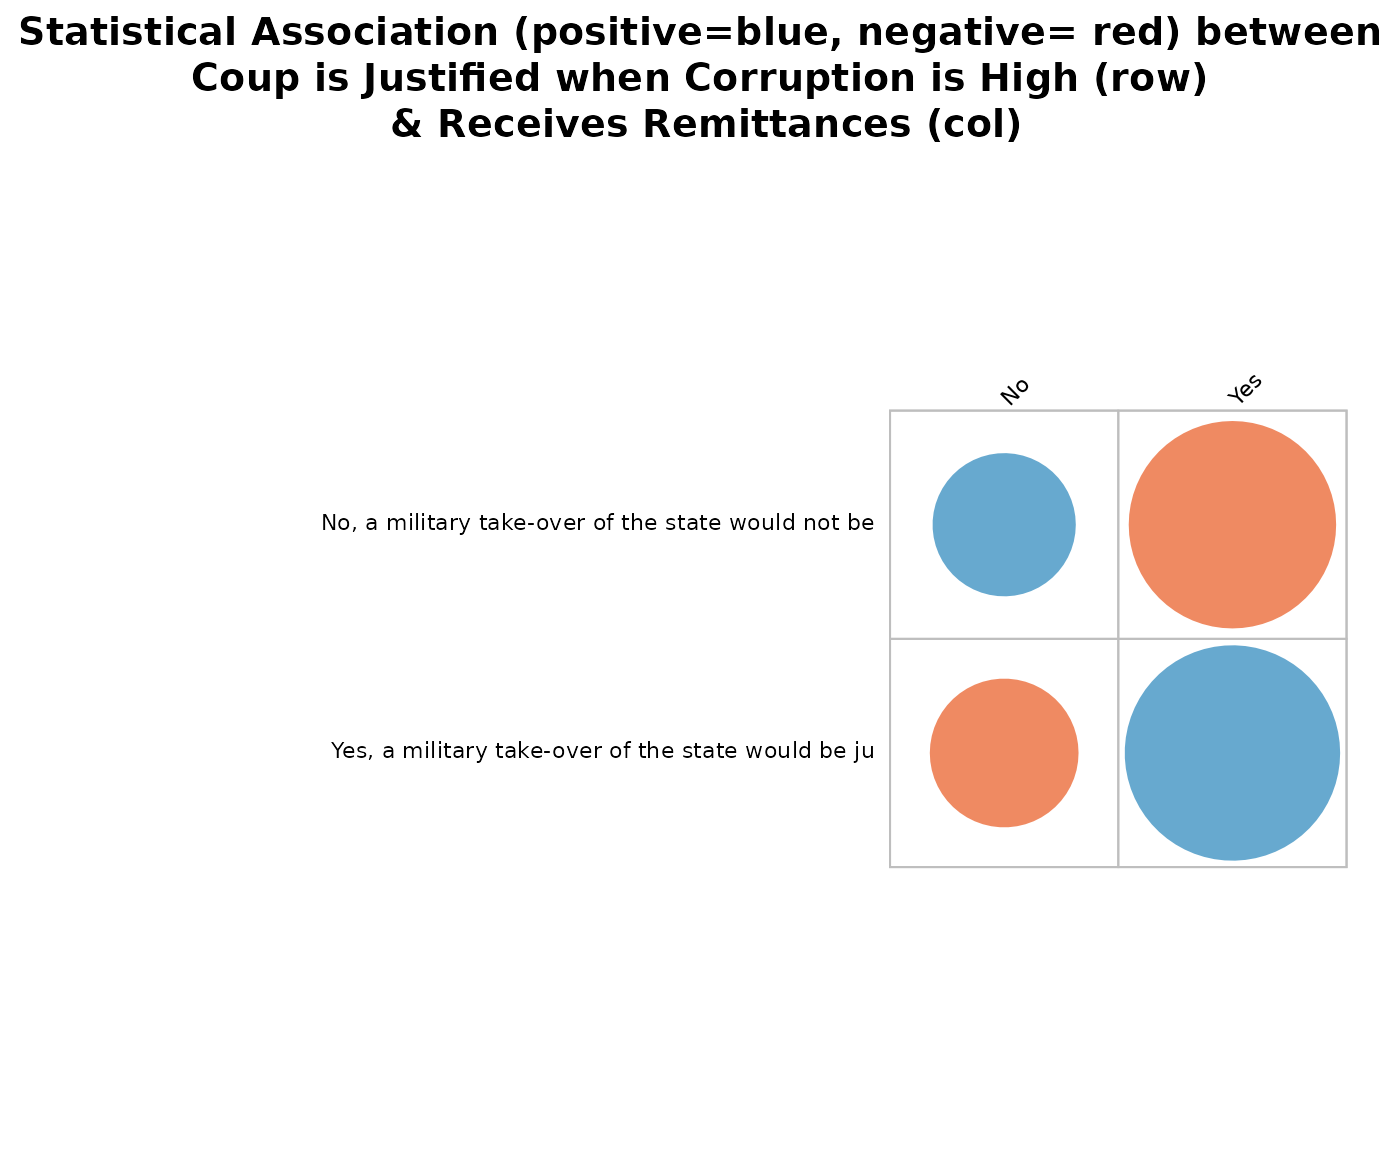 Statistical Association (positive=blue, negative= red) between
Coup is Justified when Corruption is High (row)
& Receives Remittances (col)
No
Yes
No, a military take-over of the state would not be
Yes, a military take-over of the state would be ju